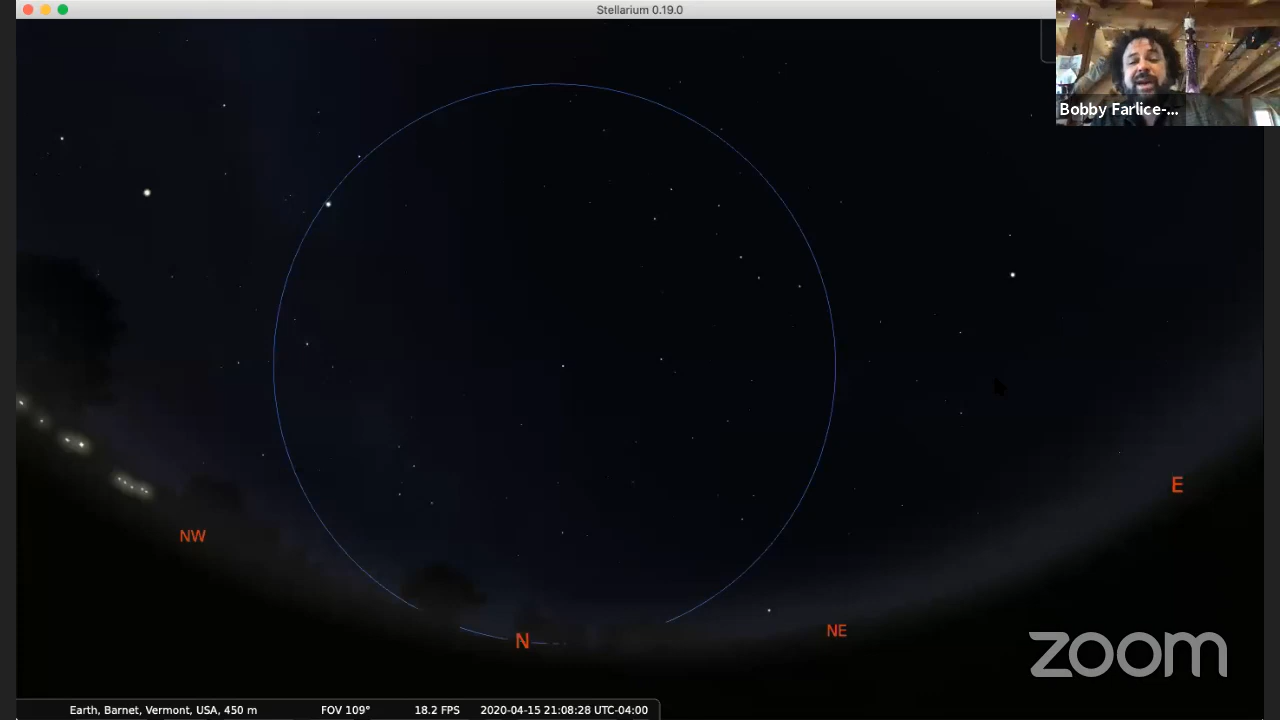 Stellarium 0.19.0
Bobby Farlice-...
E
NW
NE
N
zoom
Earth, Barnet, Vermont, USA, 450 m FOV 109° 18.2 FPS 2020-04-15 21:08:28 UTC-04:00